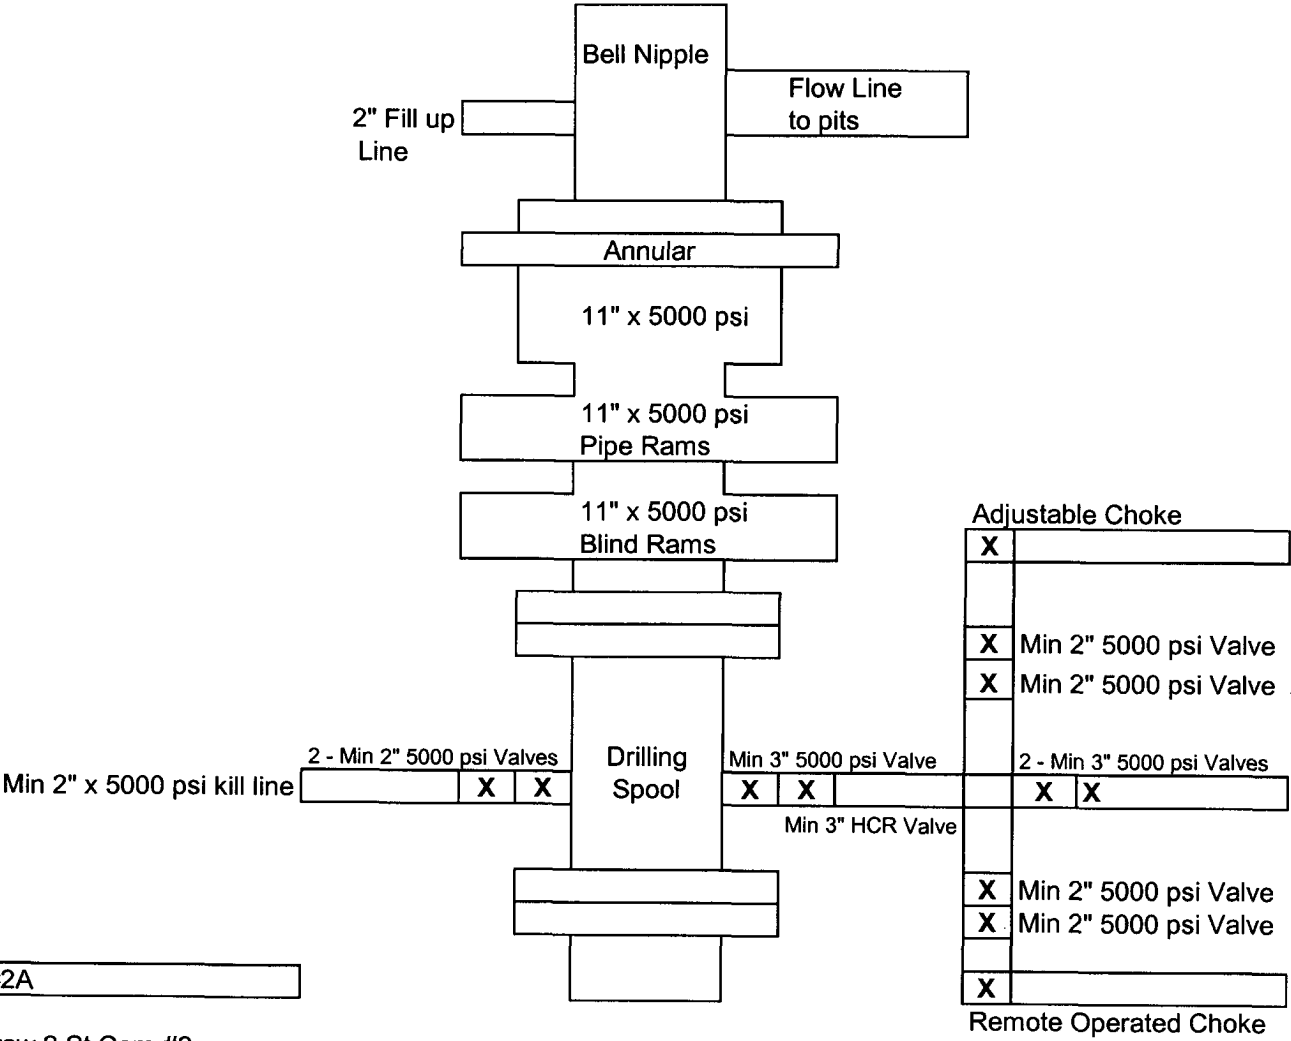 Bell Nipple
Flow Line
to pits
2" Fill up
Line
Annular
11" x 5000 psi
11" x 5000 psi
Pipe Rams
11" x 5000 psi
Blind Rams
Adjustable Choke
X
X Min 2" 5000 psi Valve
X Min 2" 5000 psi Valve
2 - Min 2" 5000 psi Valves
Drilling
Spool
Min 3" 5000 psi Valve
2 - Min 3" 5000 psi Valves
Min 2" x 5000 psi kill line
X X
X X
X X
Min 3" HCR Valve
X Min 2" 5000 psi Valve
X Min 2" 5000 psi Valve
2A
X
Remote Operated Choke